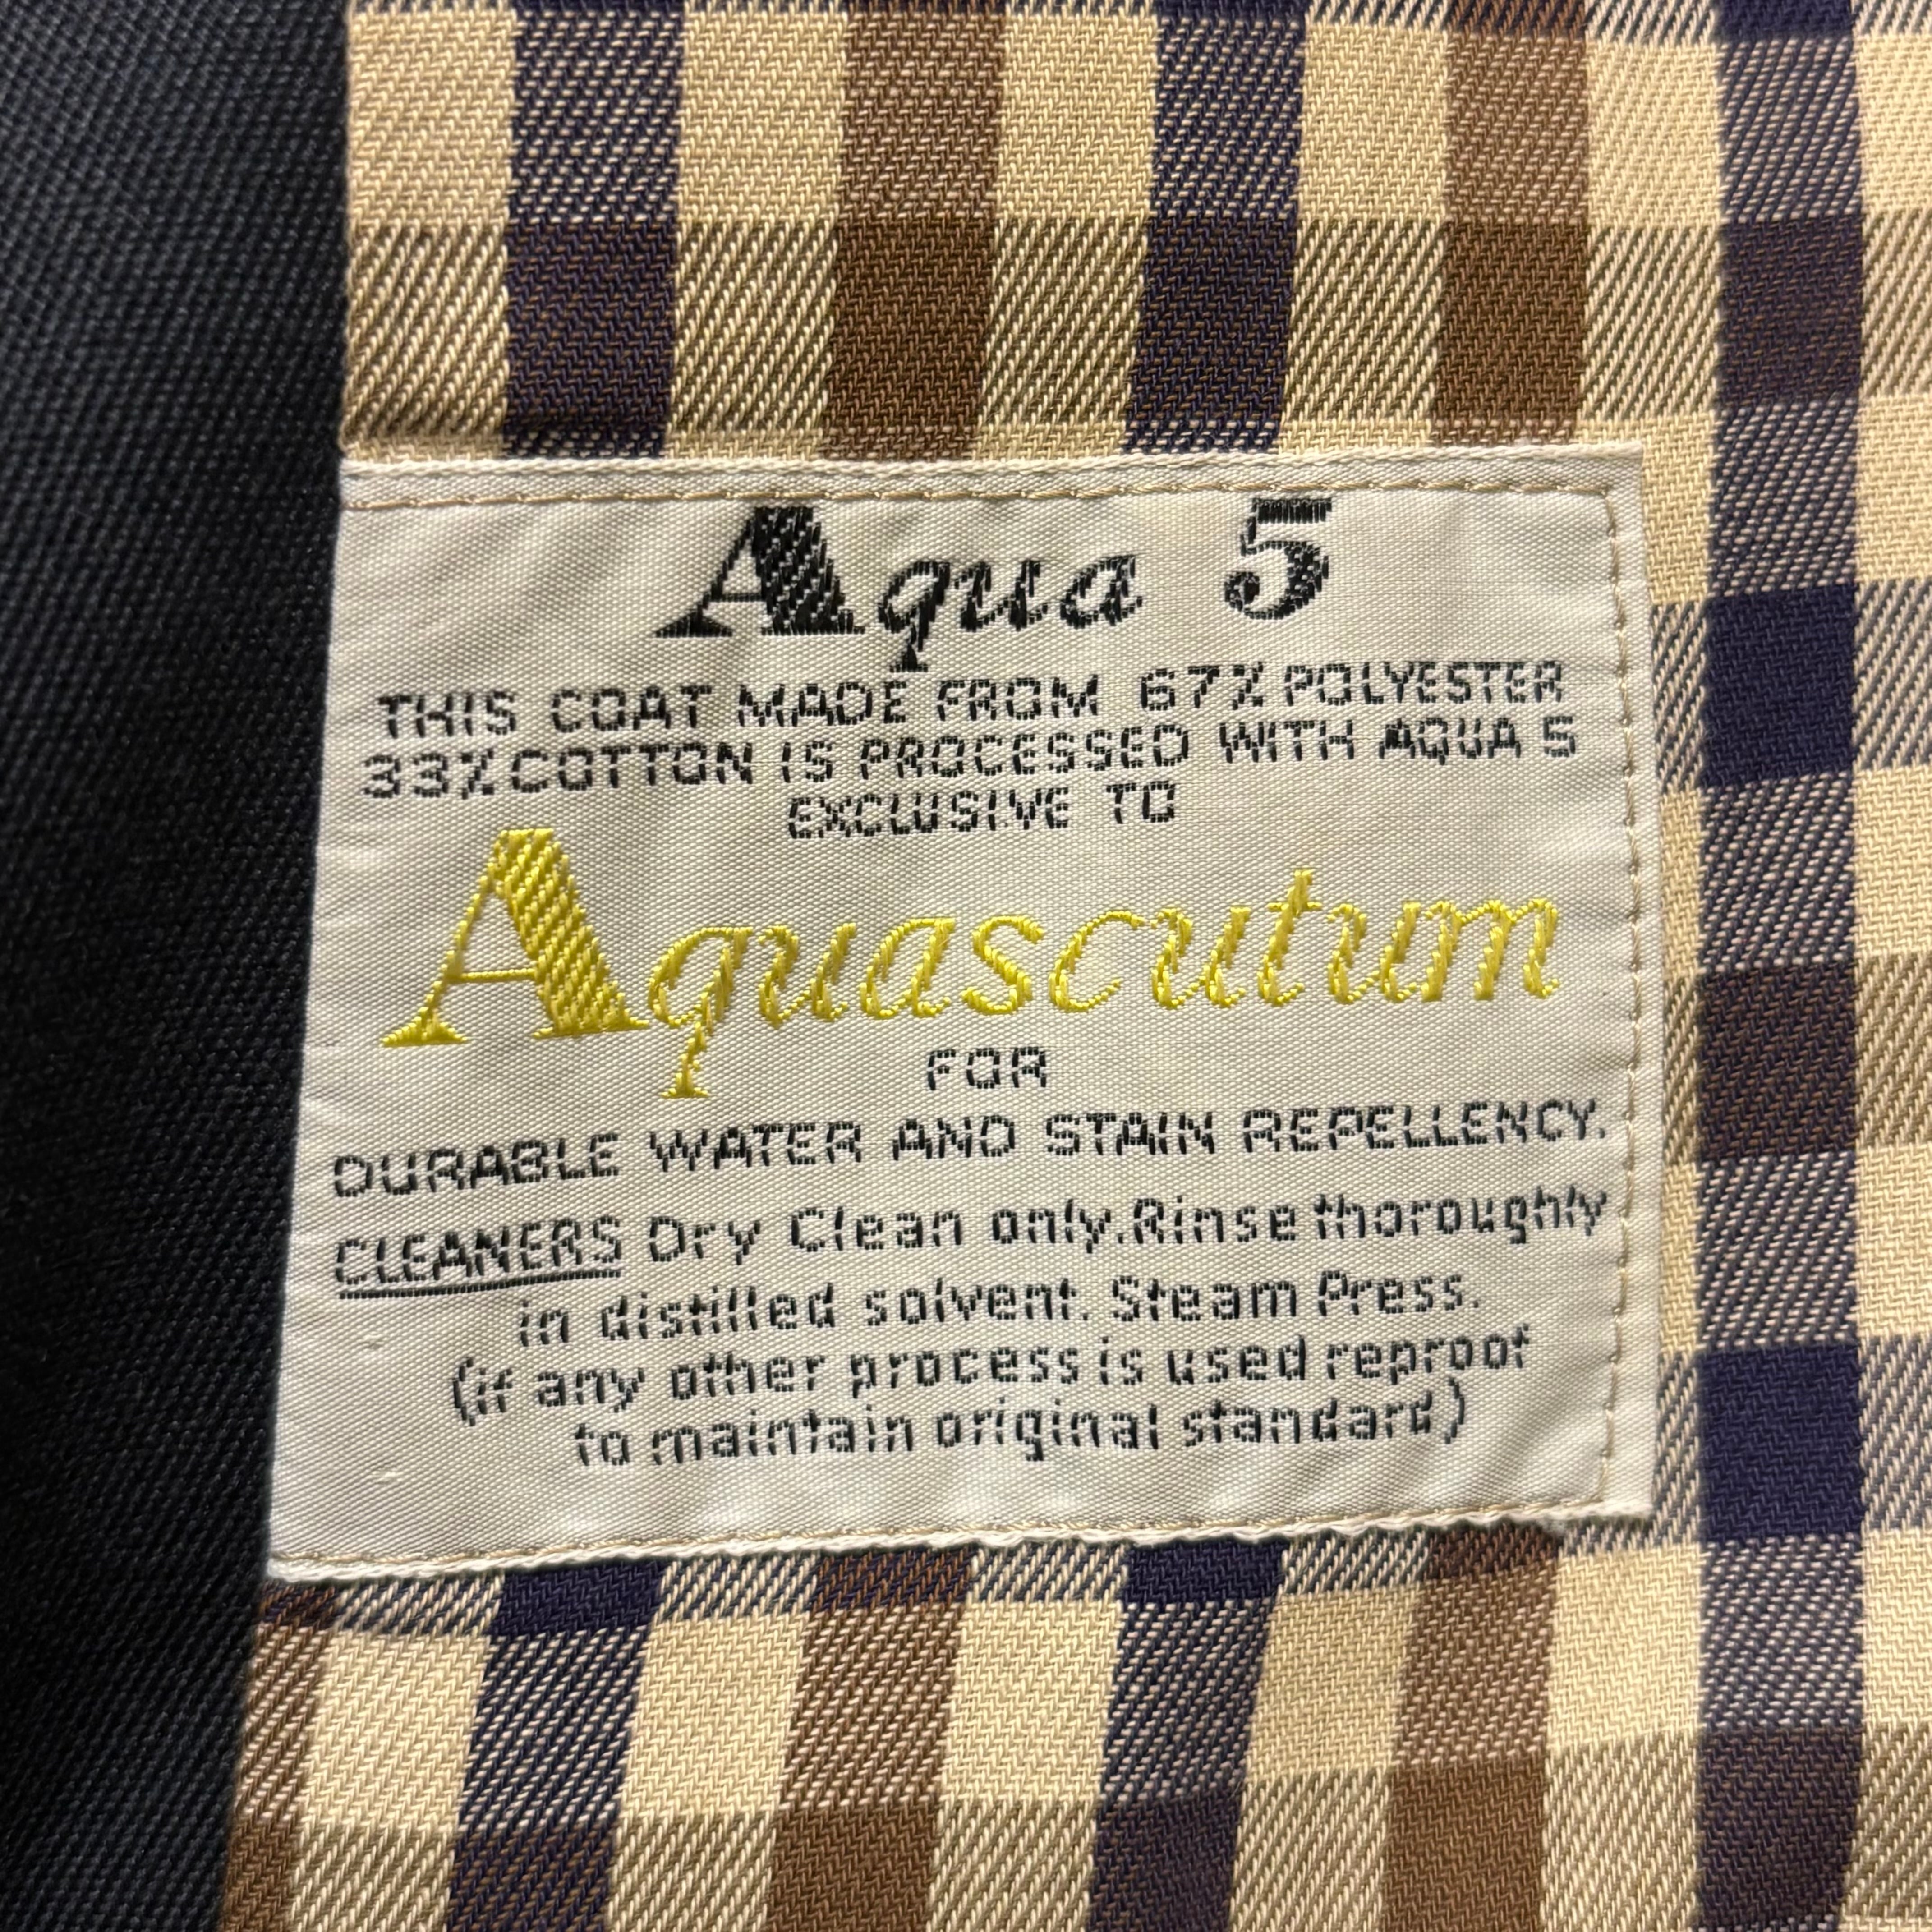 Aqua 5
THIS COAT MADE FROM 67% POLYESTER
33% COTTON IS PROCESSED WITH AQUA 5
EXCLUSIVE TO
Aquascutum
FOR
DURABLE WATER AND STAIN REPELLENCY.
CLEANERS Dry Clean only. Rinse thoroughly
in distilled solvent. Steam Press.
(if any other process is used reproof
to maintain original standard)